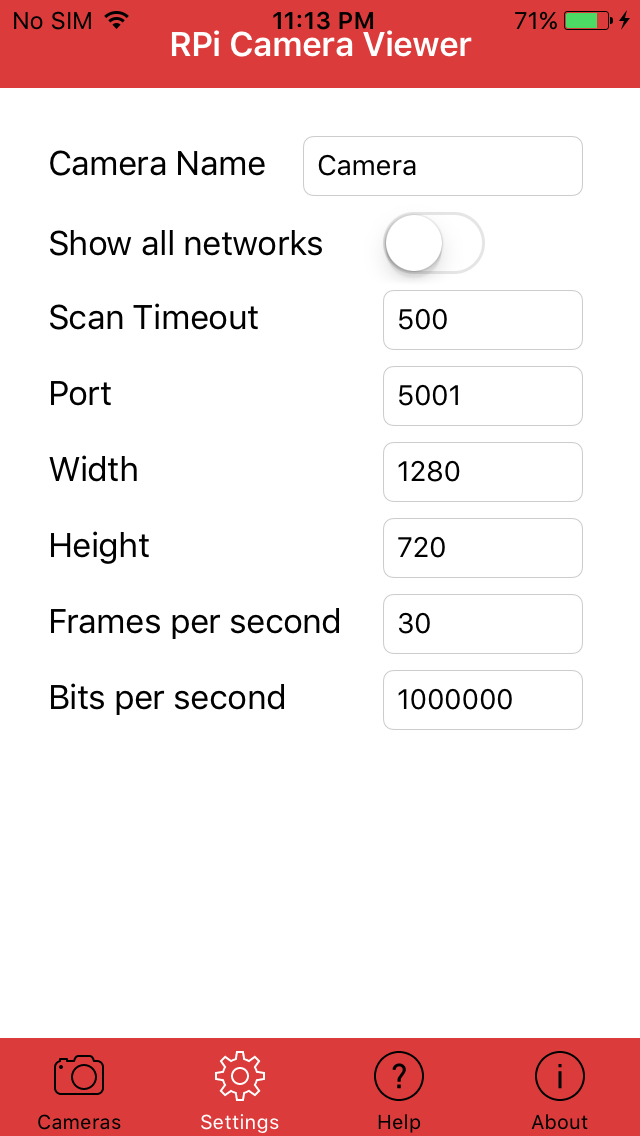 No SIM 11:13 PM 71%
RPi Camera Viewer
Camera Name Camera
Show all networks
Scan Timeout 500
Port 5001
Width 1280
Height 720
Frames per second 30
Bits per second 1000000
Cameras Settings Help About